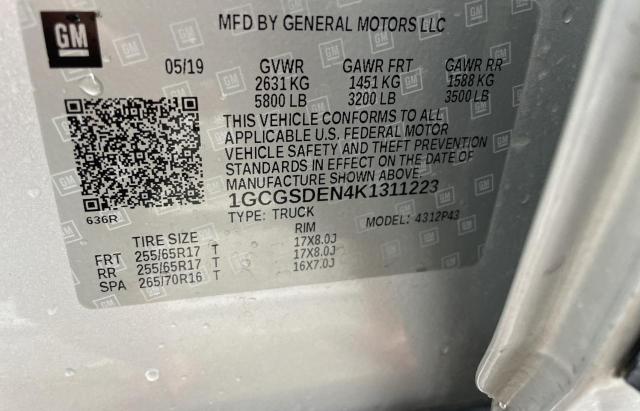 GM
MFD BY GENERAL MOTORS LLC
05/19 GVWR GAWR FRT GAWR RR
2631 KG 1451 KG 1588 KG
5800 LB 3200 LB 3500 LB
THIS VEHICLE CONFORMS TO ALL
APPLICABLE U.S. FEDERAL MOTOR
VEHICLE SAFETY AND THEFT PREVENTION
STANDARDS IN EFFECT ON THE DATE OF
MANUFACTURE SHOWN ABOVE.
1GCGSDEN4K1311223
636R
TYPE: TRUCK MODEL: 4312P43
TIRE SIZE RIM
FRT 255/65R17 T 17X8.0J
RR 255/65R17 T 17X8.0J
SPA 265/70R16 T 16X7.0J